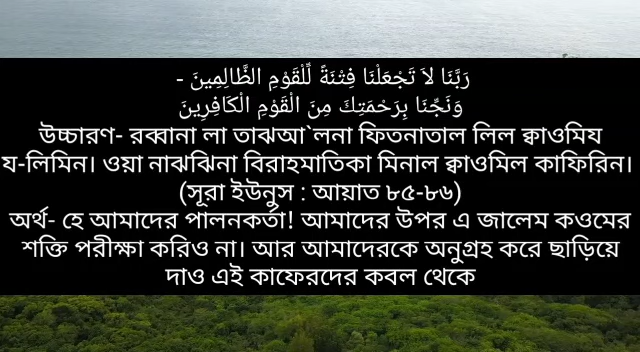 رَبَّنَا لاَ تَجْعَلْنَا فِتْنَةً لِّلْقَوْمِ الظَّالِمِينَ -
وَنَجِّنَا بِرَحْمَتِكَ مِنَ الْقَوْمِ الْكَافِرِينَ
উচ্চারণ- রব্বানা লা তাঝআ`লনা ফিতনাতাল লিল ক্বাওমিয
য-লিমিন। ওয়া নাঝঝিনা বিরাহমাতিকা মিনাল ক্বাওমিল কাফিরিন।
(সূরা ইউনুস : আয়াত ৮৫-৮৬)
অর্থ- হে আমাদের পালনকর্তা! আমাদের উপর এ জালেম কওমের
শক্তি পরীক্ষা করিও না। আর আমাদেরকে অনুগ্রহ করে ছাড়িয়ে
দাও এই কাফেরদের কবল থেকে